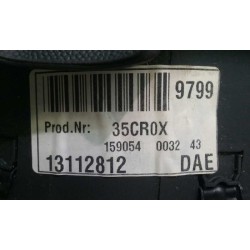 9799
Prod.Nr: 35CR0X
159054 0032 43
13112812 DAE